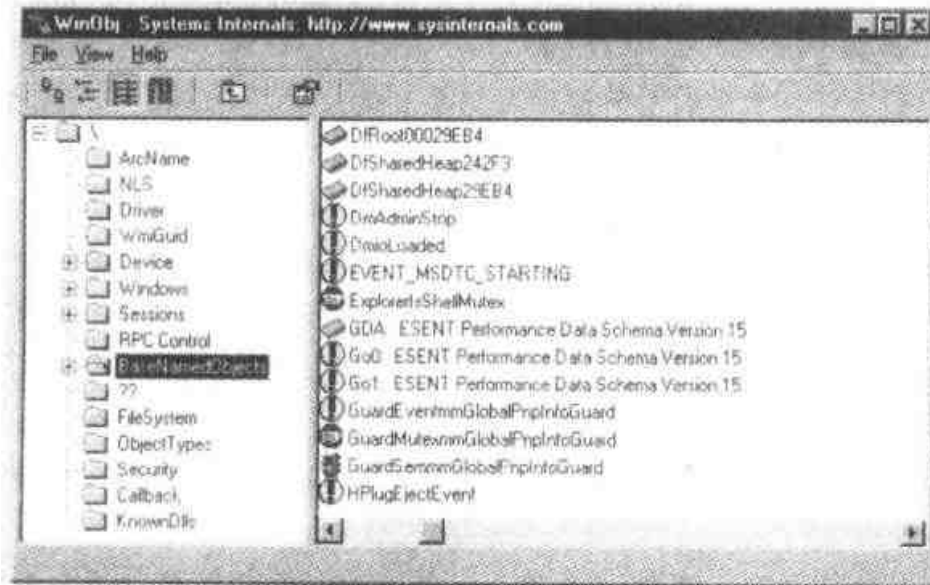 WinObj - Systems Internals: http://www.sysinternals.com
File View Help
\
ArcName
NLS
Driver
WmiGuid
Device
Windows
Sessions
RPC Control
BaseNamedObjects
??
FileSystem
ObjectTypes
Security
Callback
KnownDlls
DfRoot00029EB4
DfSharedHeap242F3
DfSharedHeap29EB4
DmAdminStop
DmioLoaded
EVENT_MSDTC_STARTING
ExplorerIsShellMutex
GDA: ESENT Performance Data Schema Version 15
Go0: ESENT Performance Data Schema Version 15
Go1: ESENT Performance Data Schema Version 15
GuardEventmmGlobalPnpInfoGuard
GuardMutexmmGlobalPnpInfoGuard
GuardSemmmGlobalPnpInfoGuard
HPlugEjectEvent